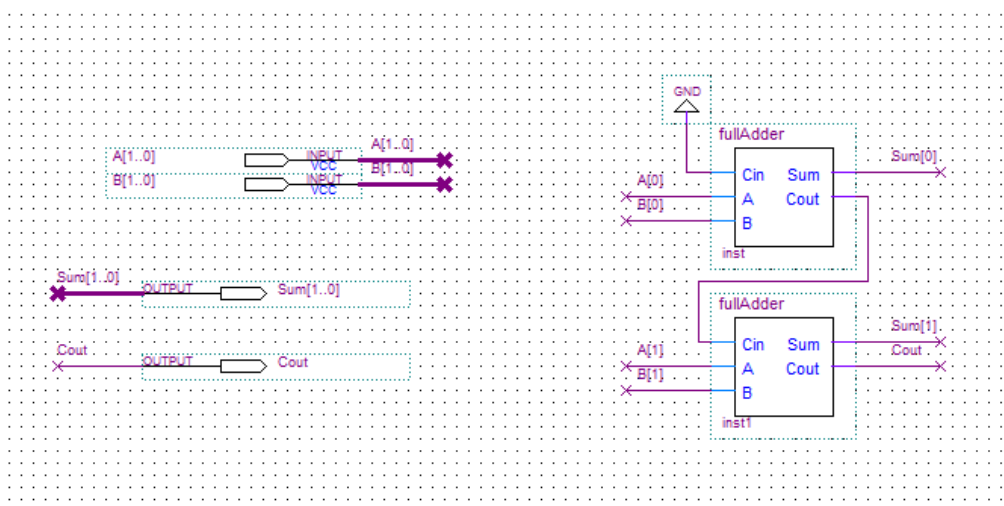 A[1..0]
INPUT
VCC
A[1..0]
B[1..0]
INPUT
VCC
B[1..0]
Sum[1..0]
OUTPUT
Sum[1..0]
Cout
OUTPUT
Cout
GND
fullAdder
Cin
Sum
Sum[0]
A[0]
A
Cout
B[0]
B
inst
fullAdder
Cin
Sum
Sum[1]
A[1]
A
Cout
Cout
B[1]
B
inst1